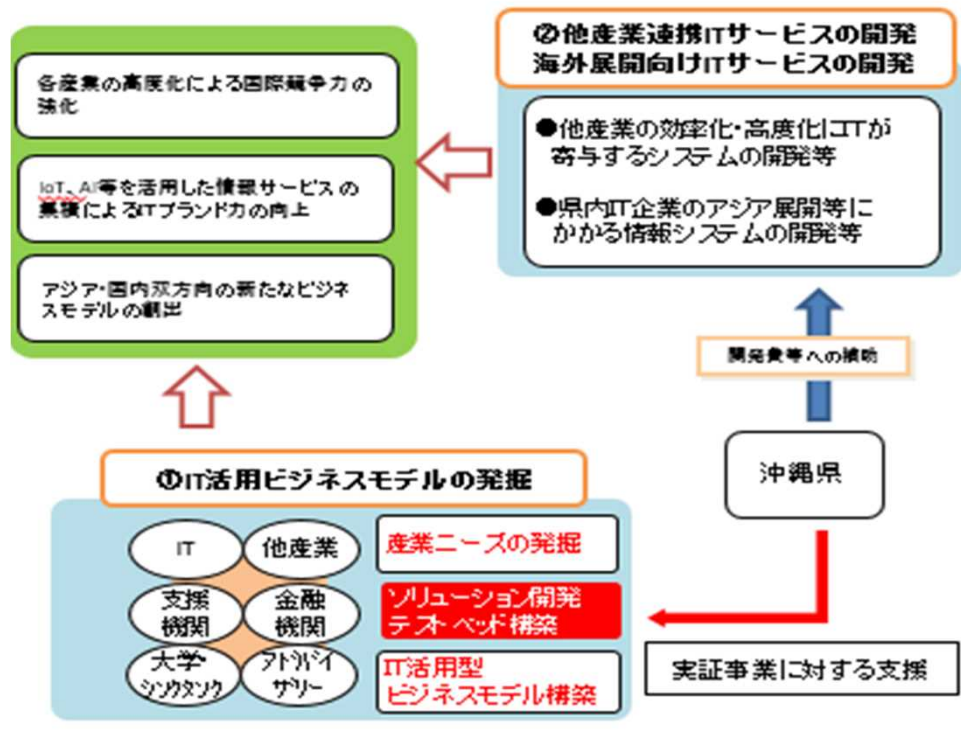 ②他産業連携ITサービスの開発
海外展開向けITサービスの開発
●他産業の効率化・高度化にITが
寄与するシステムの開発等
●県内IT企業のアジア展開等に
かかる情報システムの開発等
各産業の高度化による国際競争力の
強化
IoT、AI等を活用した情報サービスの
集積によるITブランド力の向上
アジア・国内双方向の新たなビジネ
スモデルの創出
開発費等への補助
沖縄県
①IT活用ビジネスモデルの発掘
IT
他産業
支援
機関
金融
機関
大学・
シンクタンク
アドバイ
ザリー
産業ニーズの発掘
ソリューション開発
テストベッド構築
IT活用型
ビジネスモデル構築
実証事業に対する支援